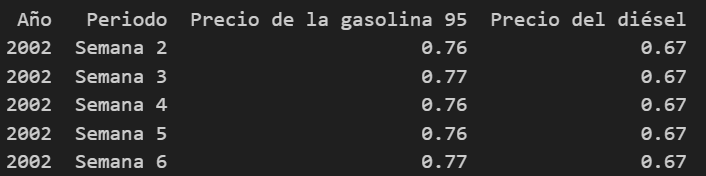 Año Periodo Precio de la gasolina 95 Precio del diésel
2002 Semana 2 0.76 0.67
2002 Semana 3 0.77 0.67
2002 Semana 4 0.76 0.67
2002 Semana 5 0.76 0.67
2002 Semana 6 0.77 0.67